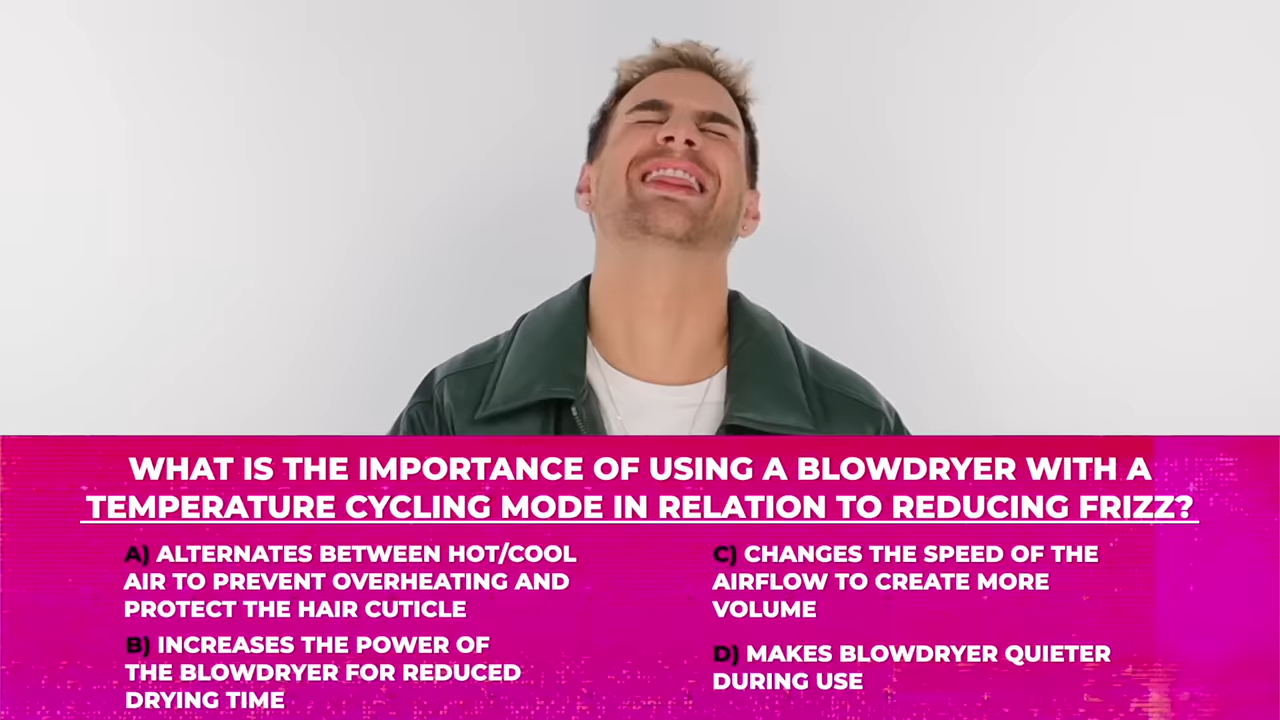 WHAT IS THE IMPORTANCE OF USING A BLOWDRYER WITH A
TEMPERATURE CYCLING MODE IN RELATION TO REDUCING FRIZZ?
A) ALTERNATES BETWEEN HOT/COOL
AIR TO PREVENT OVERHEATING AND
PROTECT THE HAIR CUTICLE
B) INCREASES THE POWER OF
THE BLOWDRYER FOR REDUCED
DRYING TIME
C) CHANGES THE SPEED OF THE
AIRFLOW TO CREATE MORE
VOLUME
D) MAKES BLOWDRYER QUIETER
DURING USE